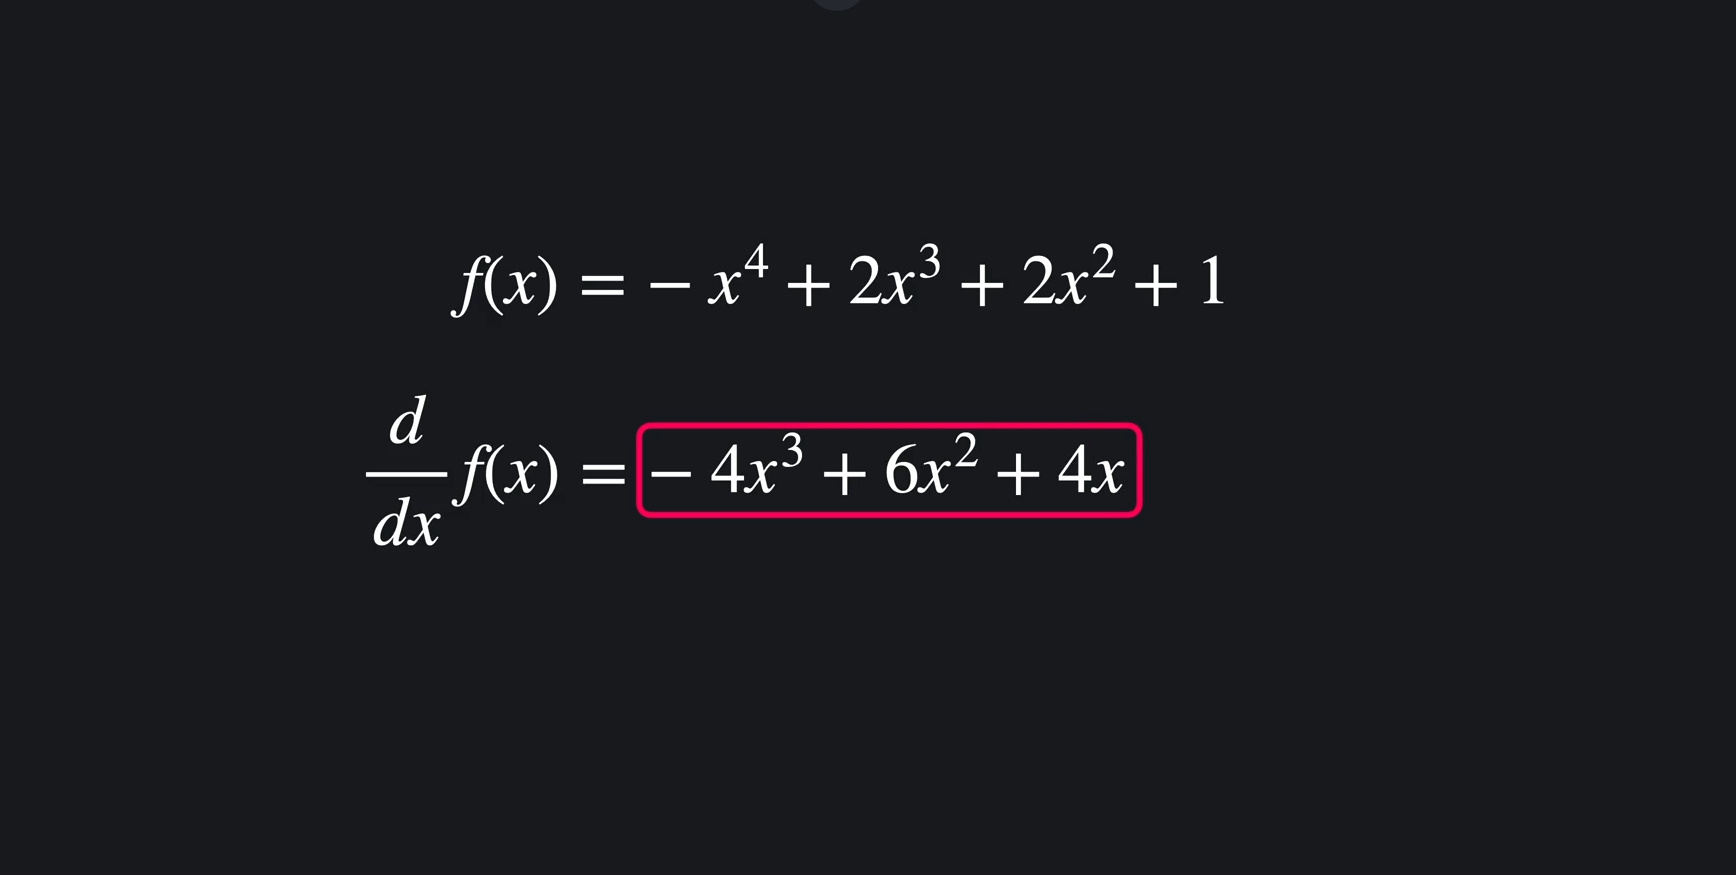 f(x) = − x⁴ + 2x³ + 2x² + 1
d/dx f(x) = − 4x³ + 6x² + 4x